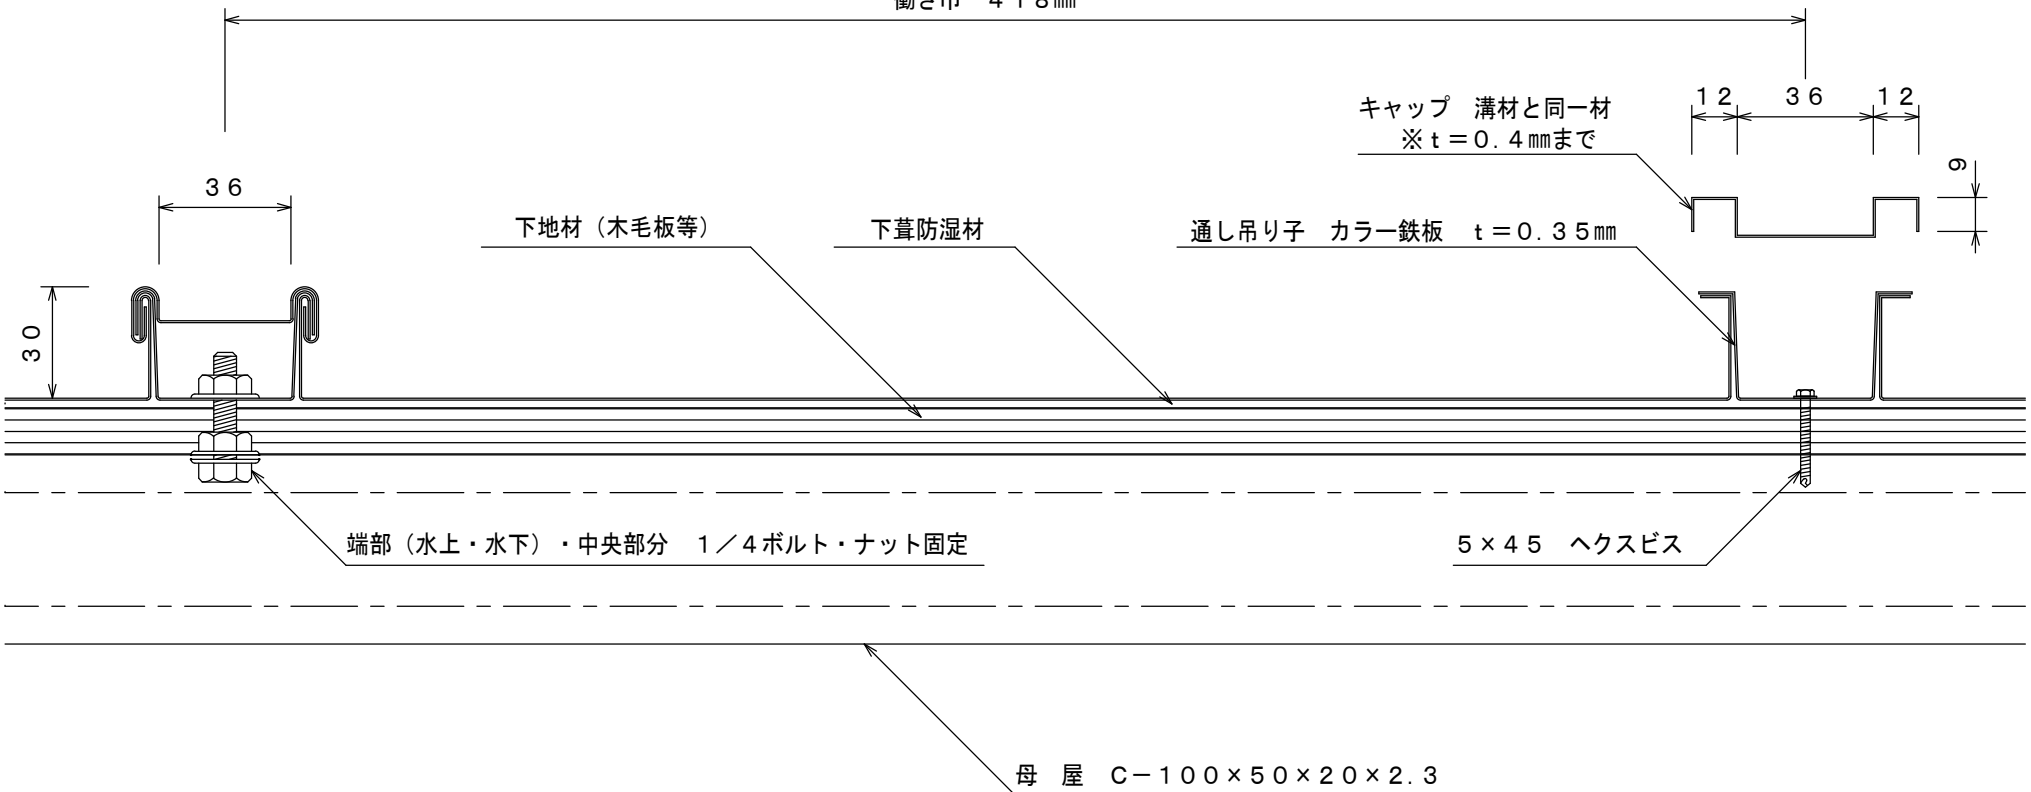 働き巾 418㎜
キャップ 溝材と同一材
※t=0.4㎜まで
12 36 12
9
36
30
下地材(木毛板等)
下葺防湿材
通し吊り子 カラー鉄板 t=0.35㎜
端部(水上・水下)・中央部分 1/4ボルト・ナット固定
5×45 ヘクスビス
母 屋 C-100×50×20×2.3